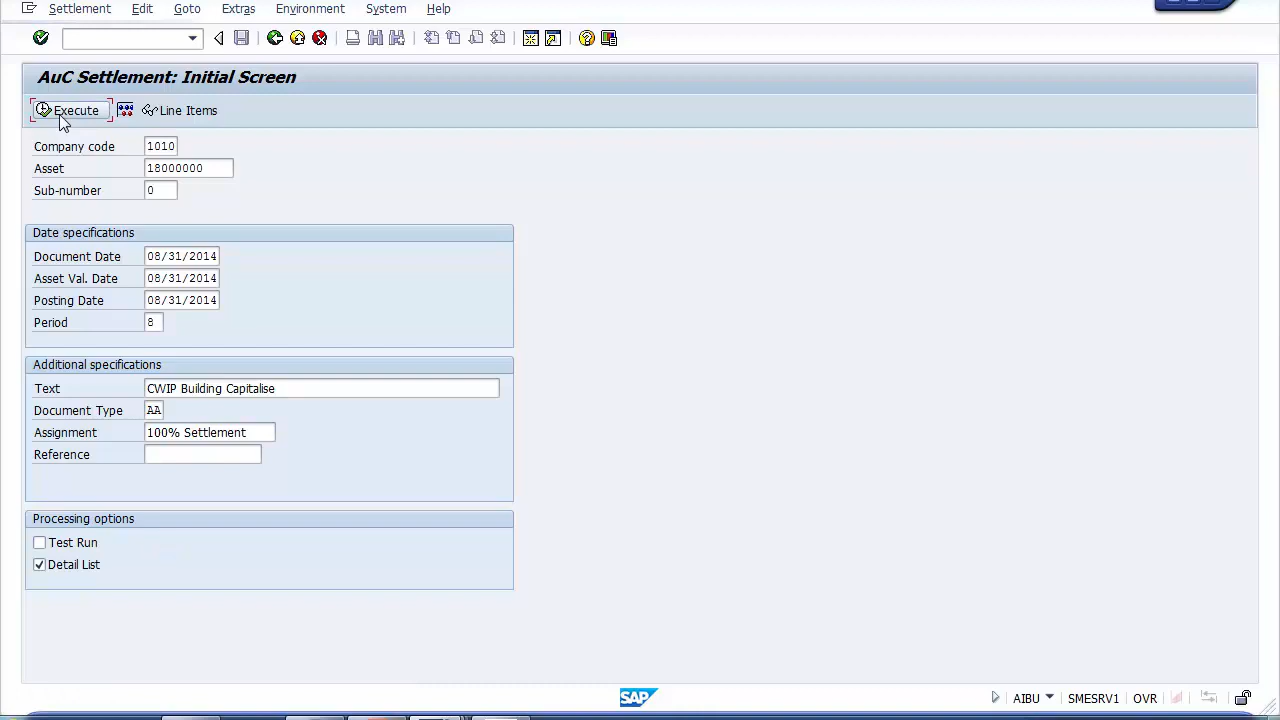 Settlement Edit Goto Extras Environment System Help
AuC Settlement: Initial Screen
Execute Line Items
Company code 1010
Asset 18000000
Sub-number 0
Date specifications
Document Date 08/31/2014
Asset Val. Date 08/31/2014
Posting Date 08/31/2014
Period 8
Additional specifications
Text CWIP Building Capitalise
Document Type AA
Assignment 100% Settlement
Reference
Processing options
Test Run
Detail List
SAP AIBU SMESRV1 OVR